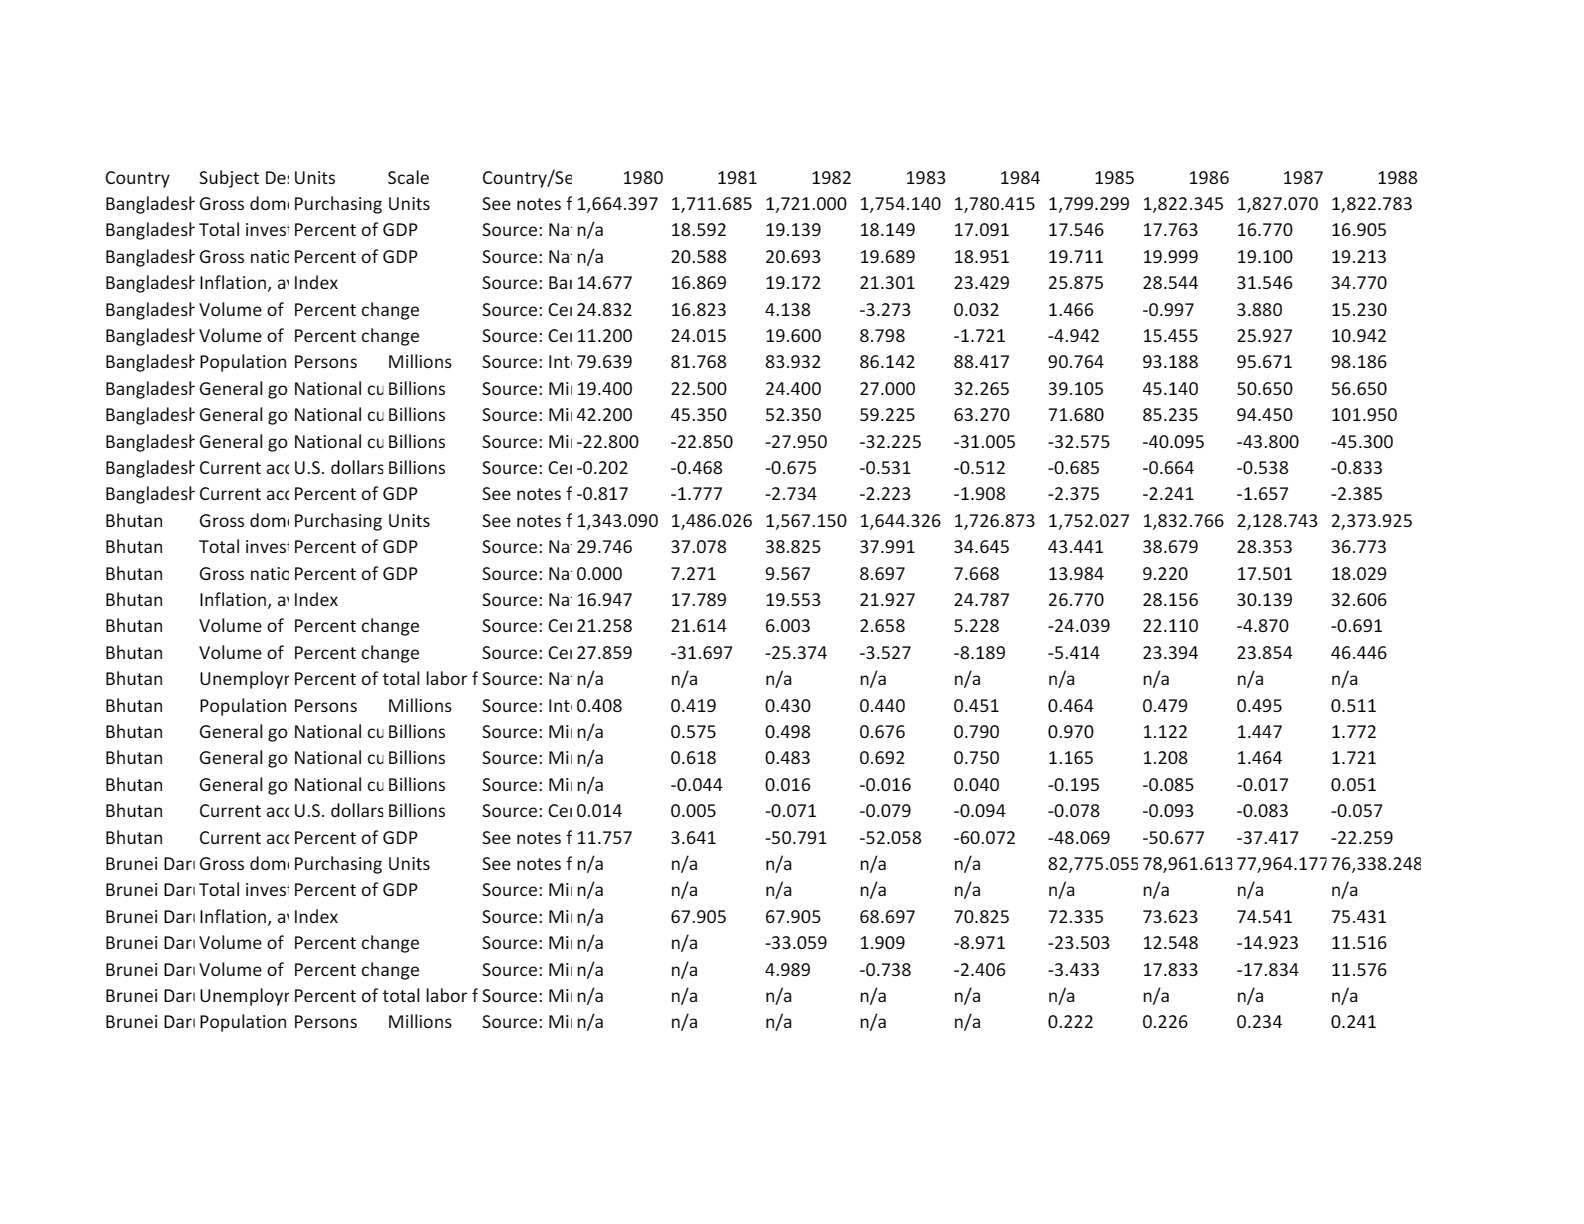 Country Subject De Units Scale Country/Se 1980 1981 1982 1983 1984 1985 1986 1987 1988
Bangladesh Gross dom Purchasing Units See notes f 1,664.397 1,711.685 1,721.000 1,754.140 1,780.415 1,799.299 1,822.345 1,827.070 1,822.783
Bangladesh Total invest Percent of GDP Source: Na n/a 18.592 19.139 18.149 17.091 17.546 17.763 16.770 16.905
Bangladesh Gross natio Percent of GDP Source: Na n/a 20.588 20.693 19.689 18.951 19.711 19.999 19.100 19.213
Bangladesh Inflation, av Index Source: Ban 14.677 16.869 19.172 21.301 23.429 25.875 28.544 31.546 34.770
Bangladesh Volume of Percent change Source: Cen 24.832 16.823 4.138 -3.273 0.032 1.466 -0.997 3.880 15.230
Bangladesh Volume of Percent change Source: Cen 11.200 24.015 19.600 8.798 -1.721 -4.942 15.455 25.927 10.942
Bangladesh Population Persons Millions Source: Int 79.639 81.768 83.932 86.142 88.417 90.764 93.188 95.671 98.186
Bangladesh General go National cu Billions Source: Min 19.400 22.500 24.400 27.000 32.265 39.105 45.140 50.650 56.650
Bangladesh General go National cu Billions Source: Min 42.200 45.350 52.350 59.225 63.270 71.680 85.235 94.450 101.950
Bangladesh General go National cu Billions Source: Min -22.800 -22.850 -27.950 -32.225 -31.005 -32.575 -40.095 -43.800 -45.300
Bangladesh Current acc U.S. dollars Billions Source: Cen -0.202 -0.468 -0.675 -0.531 -0.512 -0.685 -0.664 -0.538 -0.833
Bangladesh Current acc Percent of GDP See notes f -0.817 -1.777 -2.734 -2.223 -1.908 -2.375 -2.241 -1.657 -2.385
Bhutan Gross dom Purchasing Units See notes f 1,343.090 1,486.026 1,567.150 1,644.326 1,726.873 1,752.027 1,832.766 2,128.743 2,373.925
Bhutan Total invest Percent of GDP Source: Na 29.746 37.078 38.825 37.991 34.645 43.441 38.679 28.353 36.773
Bhutan Gross natio Percent of GDP Source: Na 0.000 7.271 9.567 8.697 7.668 13.984 9.220 17.501 18.029
Bhutan Inflation, av Index Source: Na 16.947 17.789 19.553 21.927 24.787 26.770 28.156 30.139 32.606
Bhutan Volume of Percent change Source: Cen 21.258 21.614 6.003 2.658 5.228 -24.039 22.110 -4.870 -0.691
Bhutan Volume of Percent change Source: Cen 27.859 -31.697 -25.374 -3.527 -8.189 -5.414 23.394 23.854 46.446
Bhutan Unemploym Percent of total labor f Source: Na n/a n/a n/a n/a n/a n/a n/a n/a n/a
Bhutan Population Persons Millions Source: Int 0.408 0.419 0.430 0.440 0.451 0.464 0.479 0.495 0.511
Bhutan General go National cu Billions Source: Min n/a 0.575 0.498 0.676 0.790 0.970 1.122 1.447 1.772
Bhutan General go National cu Billions Source: Min n/a 0.618 0.483 0.692 0.750 1.165 1.208 1.464 1.721
Bhutan General go National cu Billions Source: Min n/a -0.044 0.016 -0.016 0.040 -0.195 -0.085 -0.017 0.051
Bhutan Current acc U.S. dollars Billions Source: Cen 0.014 0.005 -0.071 -0.079 -0.094 -0.078 -0.093 -0.083 -0.057
Bhutan Current acc Percent of GDP See notes f 11.757 3.641 -50.791 -52.058 -60.072 -48.069 -50.677 -37.417 -22.259
Brunei Daru Gross dom Purchasing Units See notes f n/a n/a n/a n/a n/a 82,775.055 78,961.613 77,964.177 76,338.248
Brunei Daru Total invest Percent of GDP Source: Min n/a n/a n/a n/a n/a n/a n/a n/a n/a
Brunei Daru Inflation, av Index Source: Min n/a 67.905 67.905 68.697 70.825 72.335 73.623 74.541 75.431
Brunei Daru Volume of Percent change Source: Min n/a n/a -33.059 1.909 -8.971 -23.503 12.548 -14.923 11.516
Brunei Daru Volume of Percent change Source: Min n/a n/a 4.989 -0.738 -2.406 -3.433 17.833 -17.834 11.576
Brunei Daru Unemploym Percent of total labor f Source: Min n/a n/a n/a n/a n/a n/a n/a n/a n/a
Brunei Daru Population Persons Millions Source: Min n/a n/a n/a n/a n/a 0.222 0.226 0.234 0.241